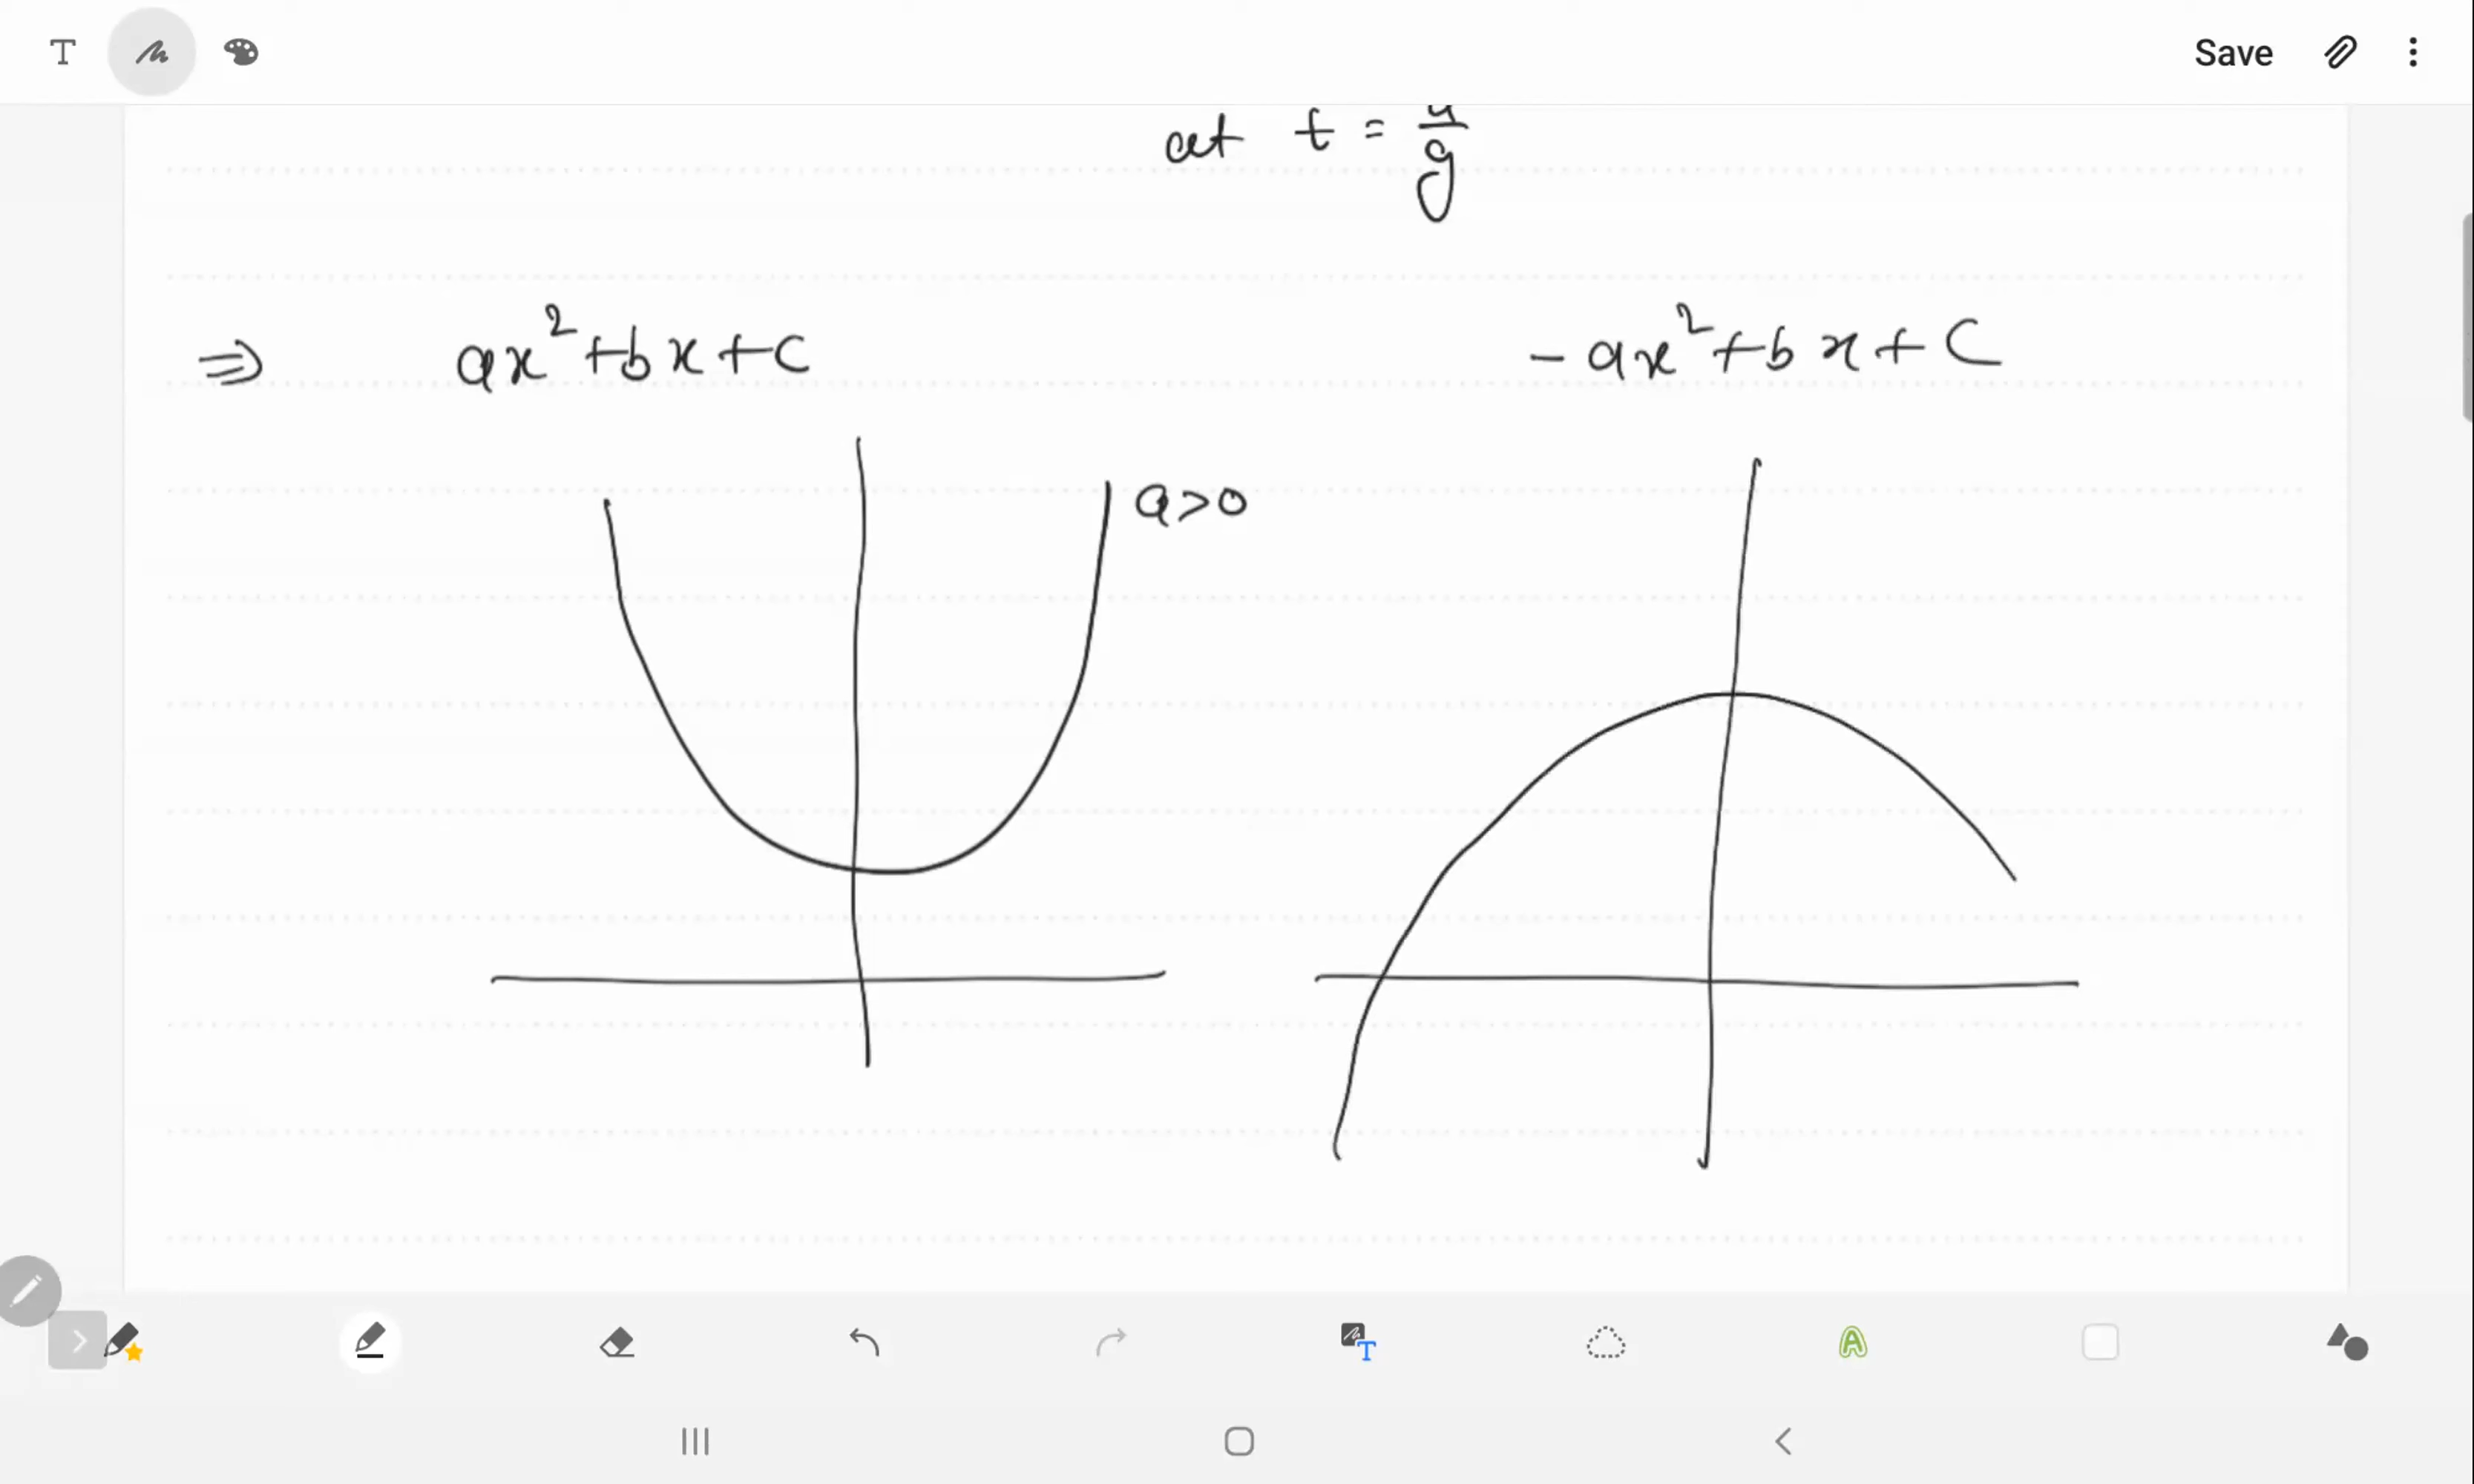 Save
at t = u/g
⇒ ax²+bx+c
-ax²+bx+c
a>0